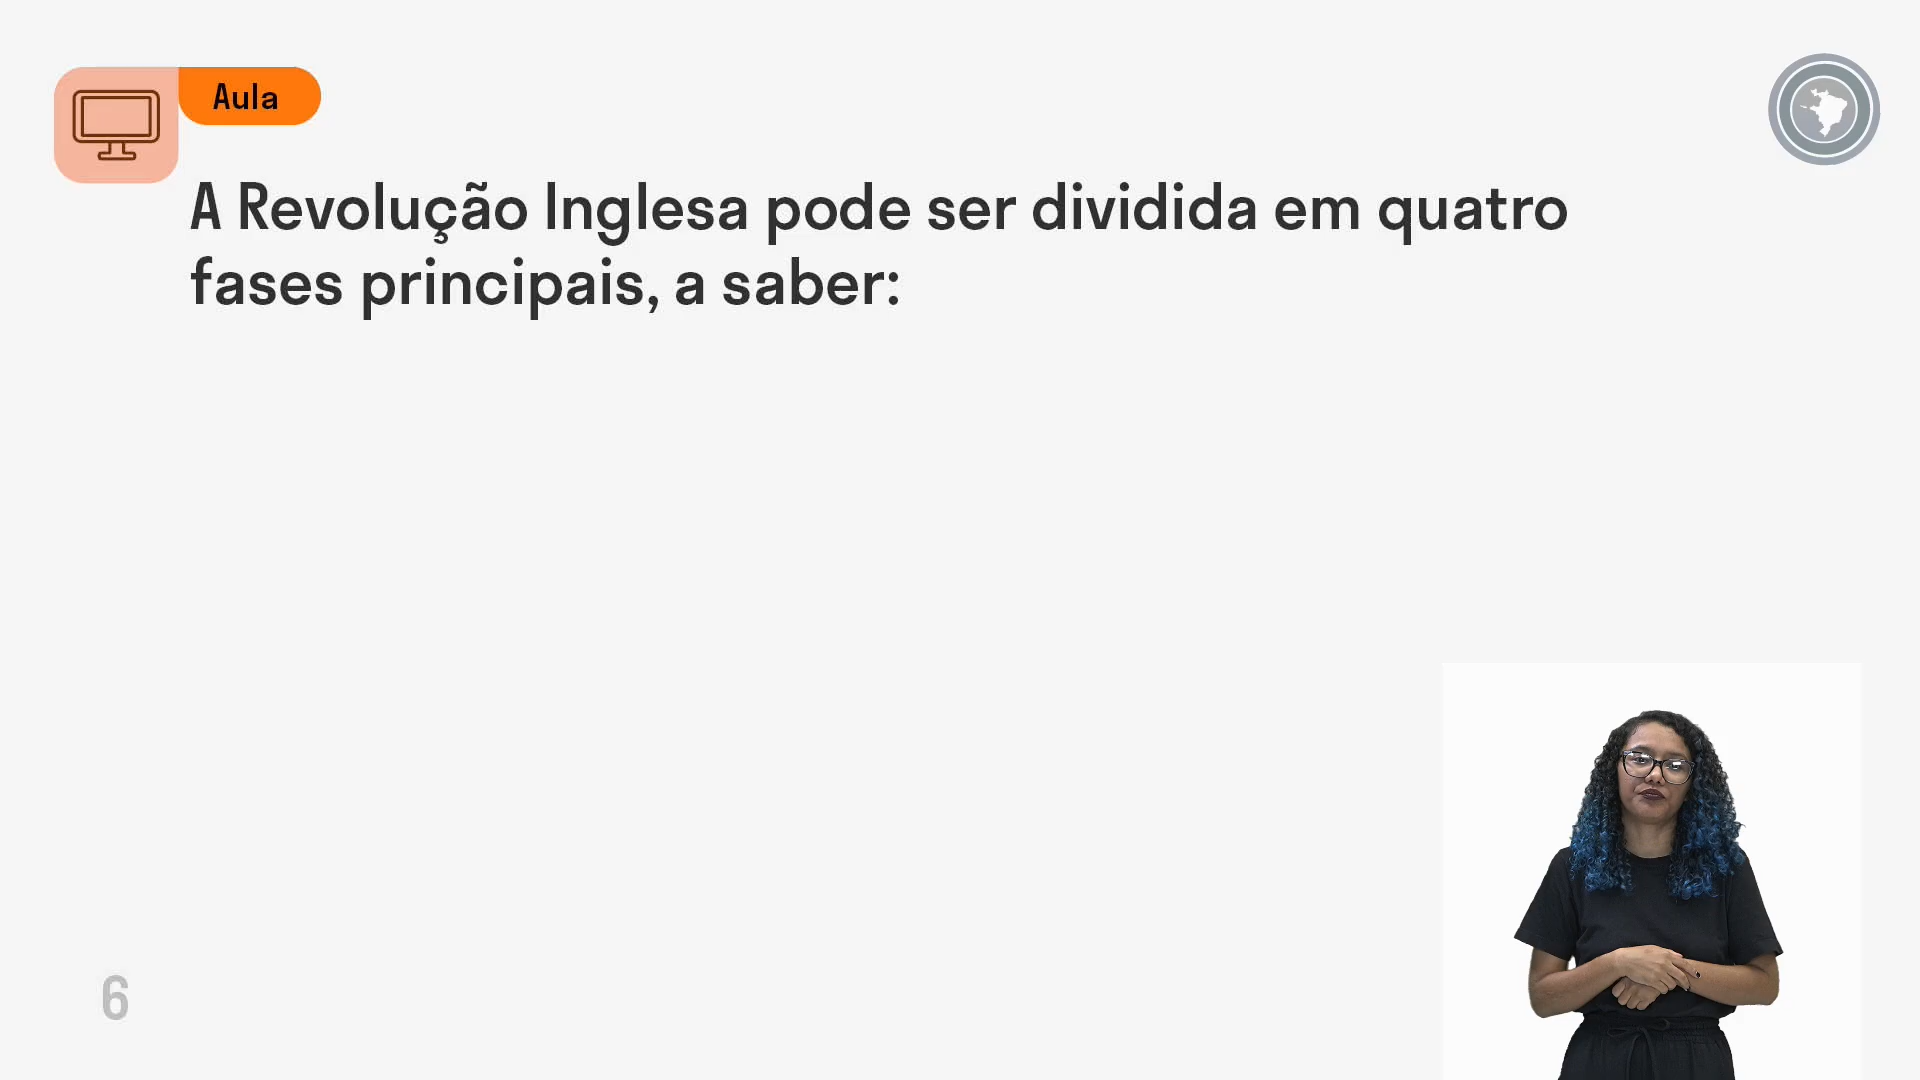 Aula
A Revolução Inglesa pode ser dividida em quatro
fases principais, a saber:
6